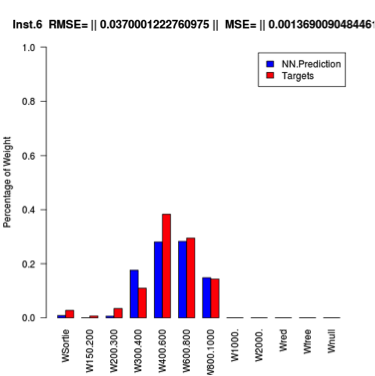 Inst.6 RMSE= || 0.0370001222760975 || MSE= || 0.001369009048446
NN.Prediction
Targets
Percentage of Weight
1.0
0.8
0.6
0.4
0.2
0.0
WSortie
W150.200
W200.300
W300.400
W400.600
W600.800
W800.1000
W1000.
W2000.
Wred
Wfree
Wnull